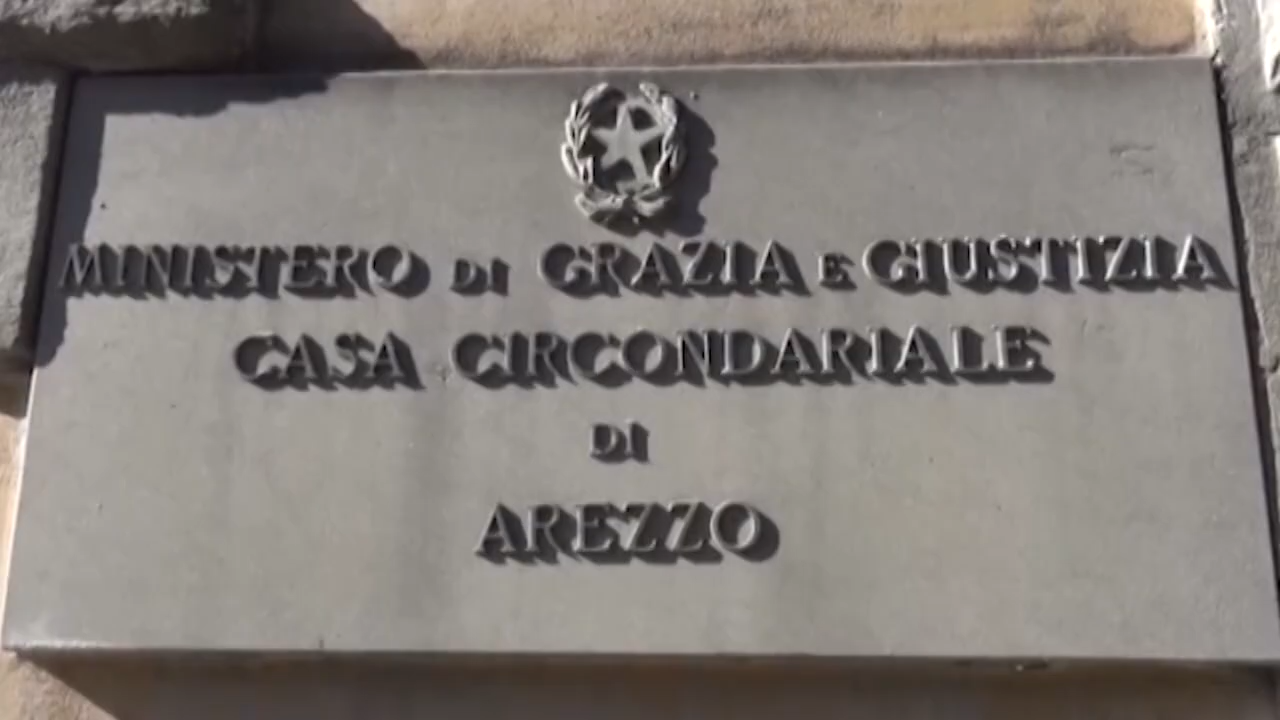 MINISTERO DI GRAZIA E GIUSTIZIA
CASA CIRCONDARIALE
DI
AREZZO